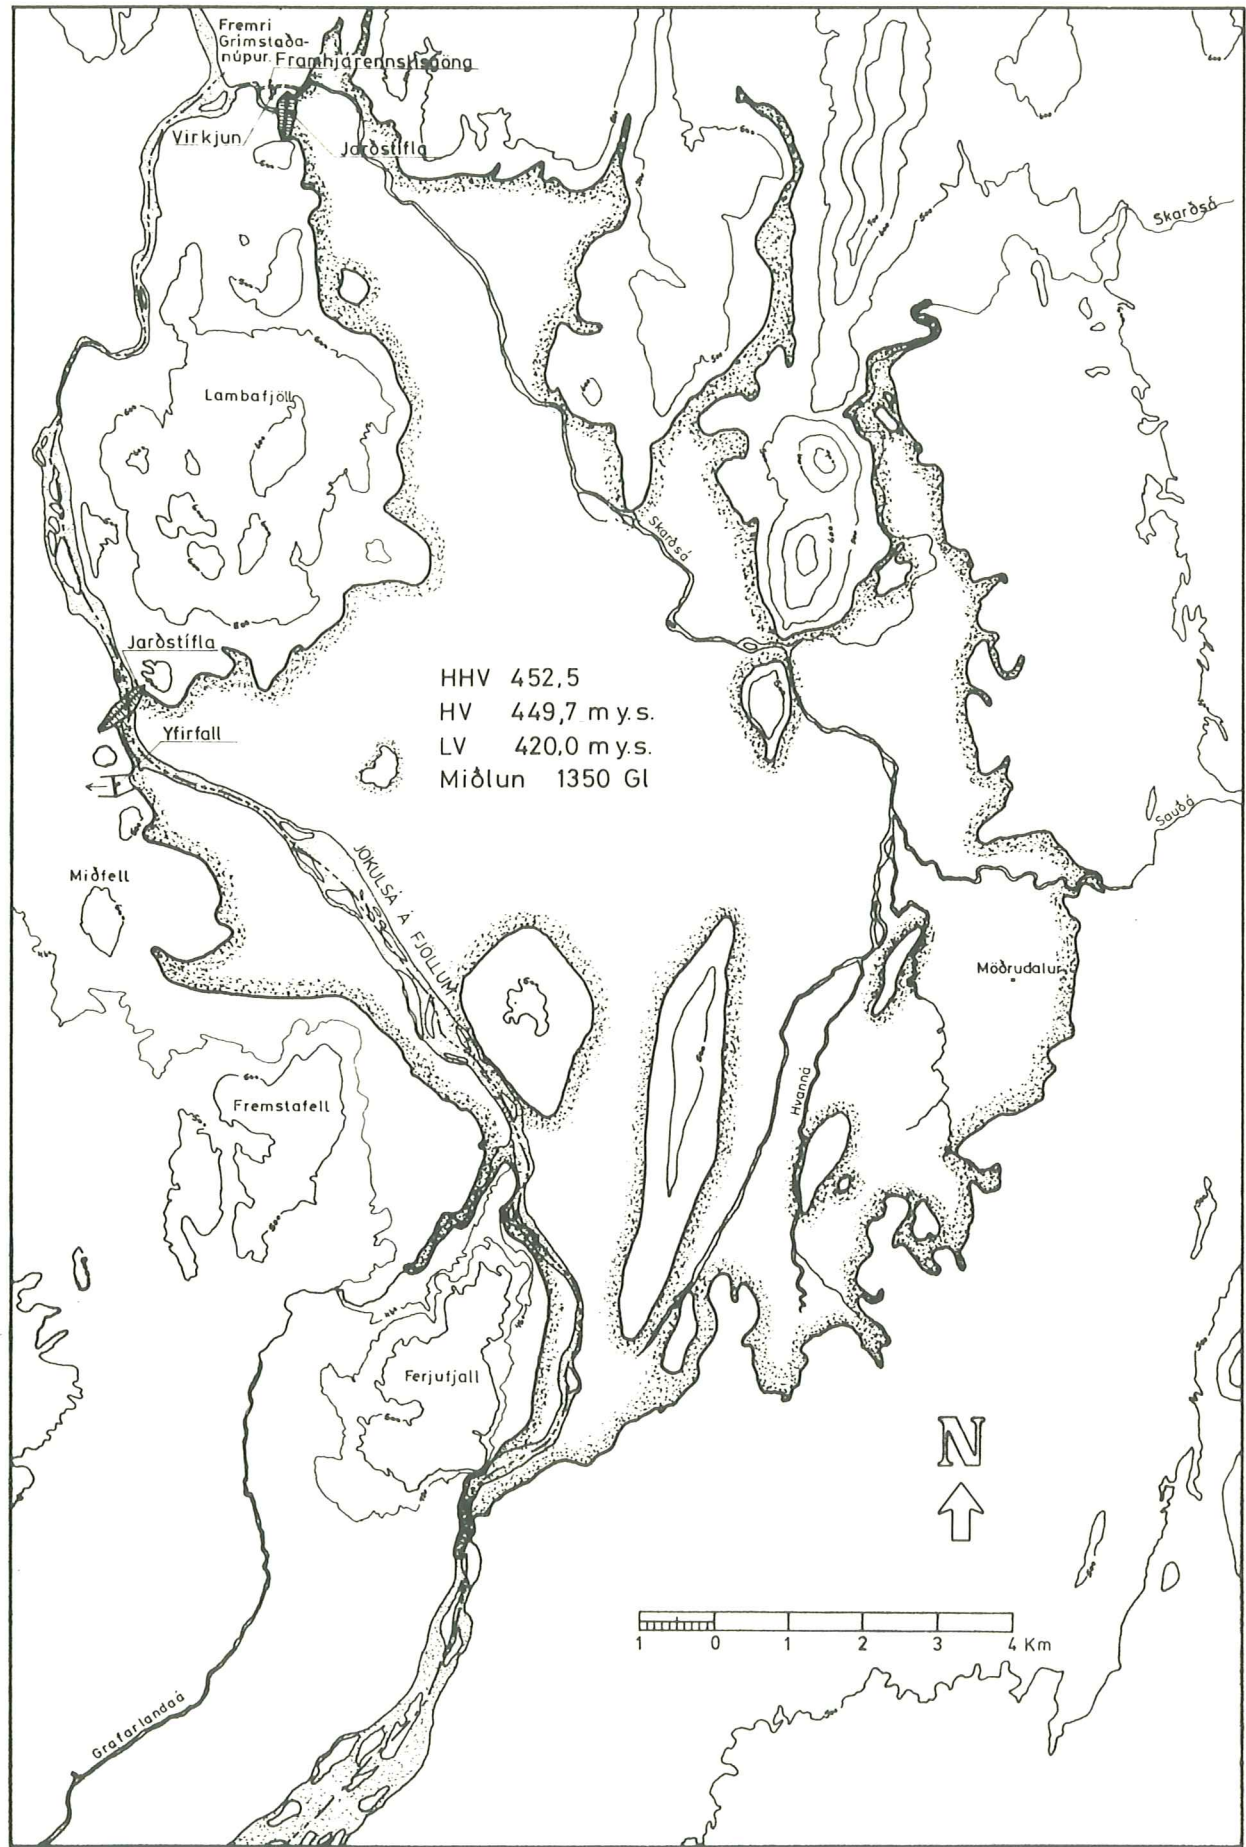 Fremri
Grímstaða-
núpur.
Framhjárennslisgöng
Virkjun
Jarðstífla
Skarðsá
Lambafjöll
Skarðsá
Jarðstífla
HHV 452,5
HV 449,7 m y.s.
LV 420,0 m y.s.
Miðlun 1350 Gl
Yfirfall
Sauðá
JÖKULSÁ Á FJÖLLUM
Miðfell
Möðrudalur
Hvanná
Fremstafell
Ferjufjall
N
1 0 1 2 3 4 Km
Grafarlandaá